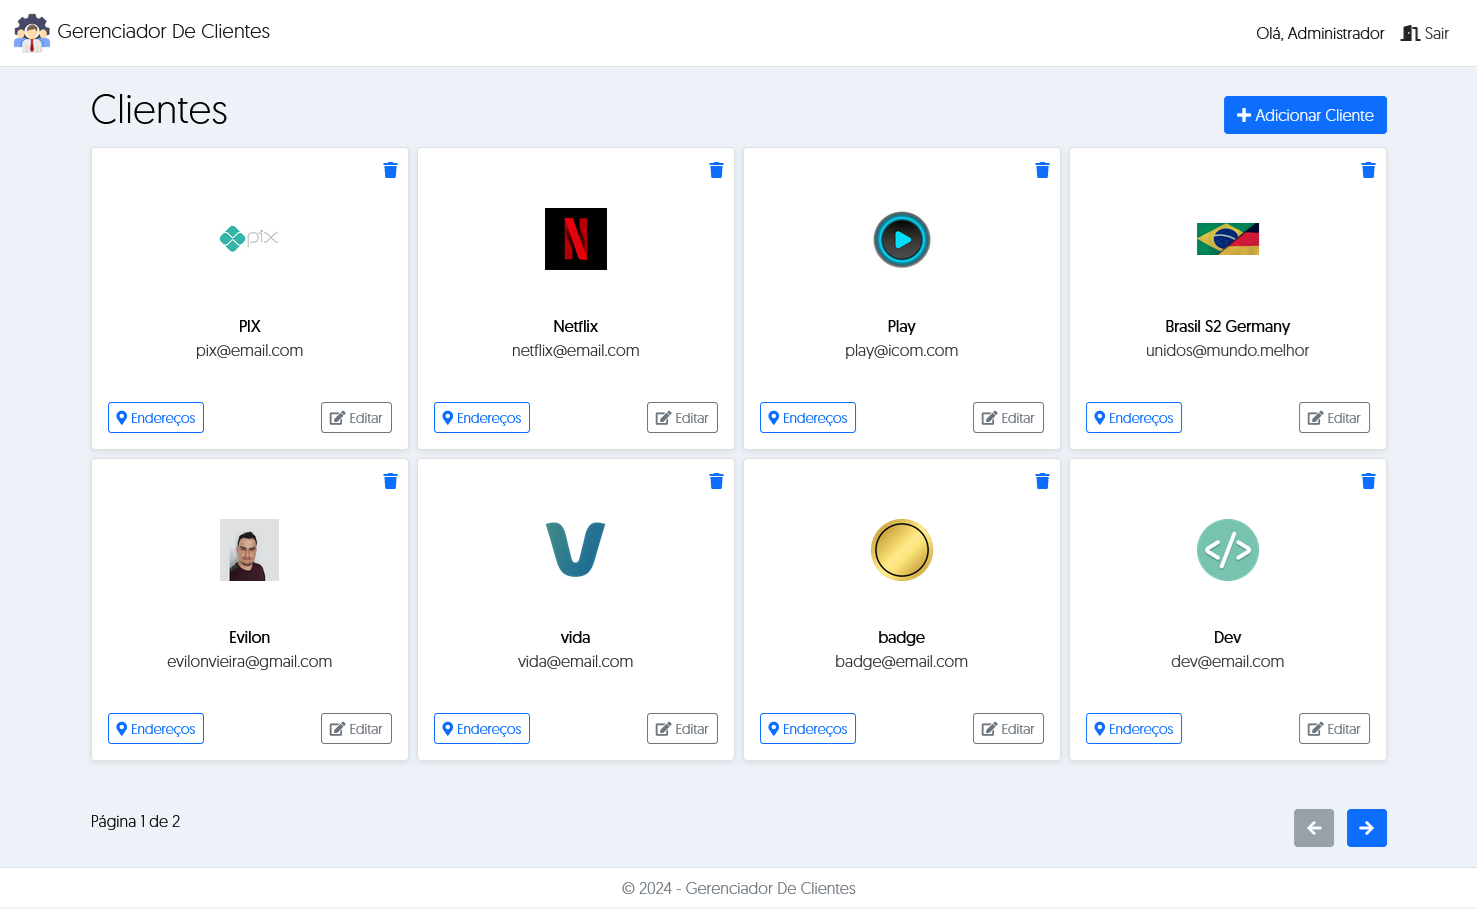 Gerenciador De Clientes
Olá, Administrador Sair
Clientes
Adicionar Cliente
pix
PIX
pix@email.com
Endereços Editar
N
Netflix
netflix@email.com
Endereços Editar
Play
play@icom.com
Endereços Editar
Brasil S2 Germany
unidos@mundo.melhor
Endereços Editar
Evilon
evilonvieira@gmail.com
Endereços Editar
V
vida
vida@email.com
Endereços Editar
badge
badge@email.com
Endereços Editar
</>
Dev
dev@email.com
Endereços Editar
Página 1 de 2
© 2024 - Gerenciador De Clientes